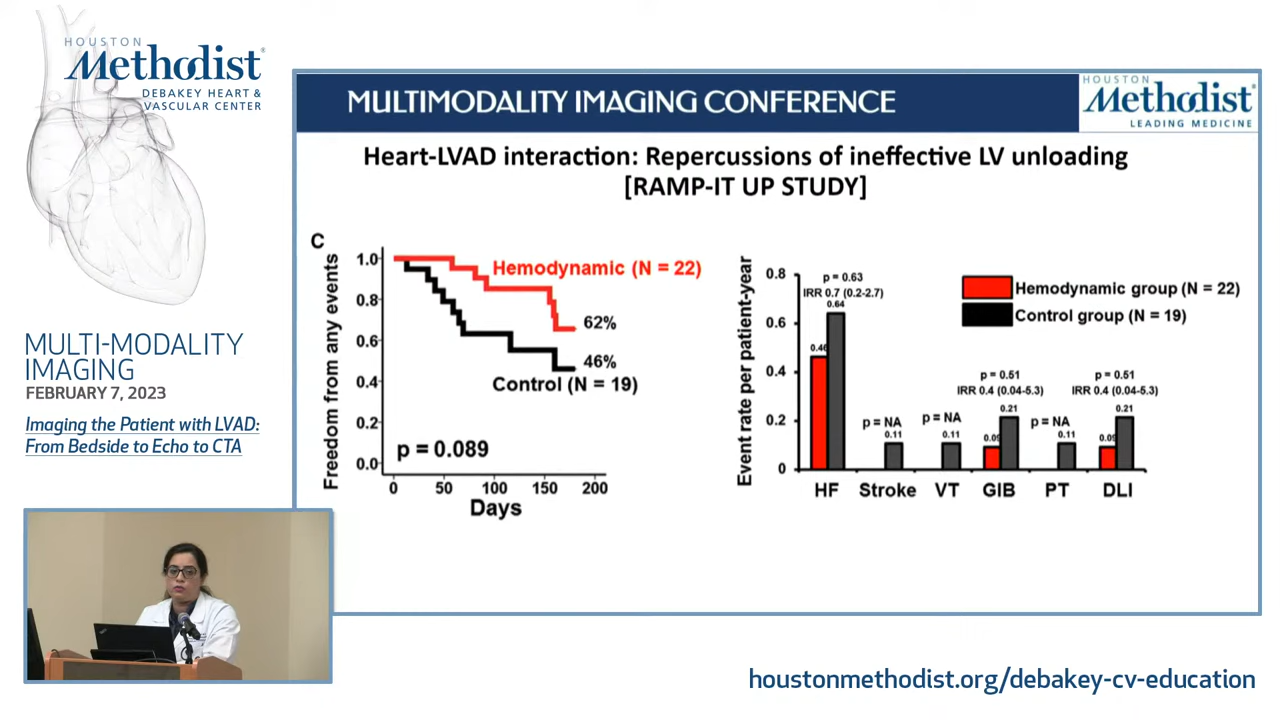 HOUSTON
Methodist®
DEBAKEY HEART &
VASCULAR CENTER
MULTI-MODALITY
IMAGING
FEBRUARY 7, 2023
Imaging the Patient with LVAD:
From Bedside to Echo to CTA
MULTIMODALITY IMAGING CONFERENCE
HOUSTON
Methodist®
LEADING MEDICINE
Heart-LVAD interaction: Repercussions of ineffective LV unloading
[RAMP-IT UP STUDY]
C
Freedom from any events
1.0
0.8
0.6
0.4
0.2
0.0
Hemodynamic (N = 22)
62%
46%
Control (N = 19)
p = 0.089
0 50 100 150 200
Days
Event rate per patient-year
0.8
0.6
0.4
0.2
0
p = 0.63
IRR 0.7 (0.2-2.7)
0.64
0.46
Hemodynamic group (N = 22)
Control group (N = 19)
p = NA
0.11
p = NA
0.11
p = 0.51
IRR 0.4 (0.04-5.3)
0.21
0.09
p = NA
0.11
p = 0.51
IRR 0.4 (0.04-5.3)
0.21
0.09
HF Stroke VT GIB PT DLI
houstonmethodist.org/debakey-cv-education